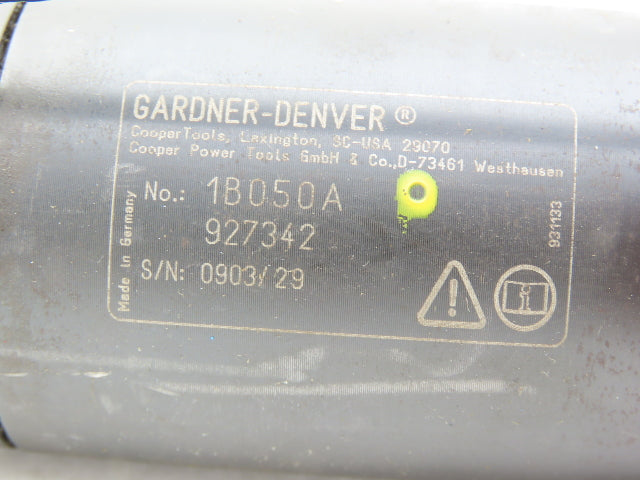 GARDNER-DENVER®
CooperTools, Lexington, SC-USA 29070
Cooper Power Tools GmbH & Co.,D-73461 Westhausen
No.: 1B050A
927342
S/N: 0903/29
Made in Germany
931133